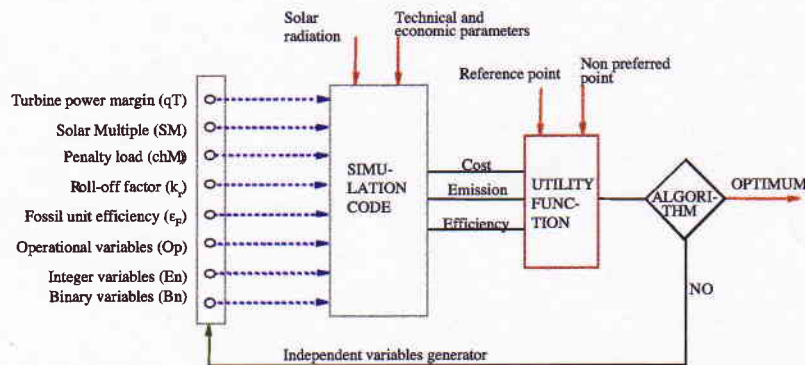 Solar
radiation
Technical and
economic parameters
Reference point
Non preferred
point
Turbine power margin (qT)
Solar Multiple (SM)
Penalty load (chM)
Roll-off factor (kr)
Fossil unit efficiency (εF)
Operational variables (Op)
Integer variables (En)
Binary variables (Bn)
SIMU-
LATION
CODE
Cost
Emission
Efficiency
UTILITY
FUNC-
TION
ALGORI-
THM
OPTIMUM
NO
Independent variables generator